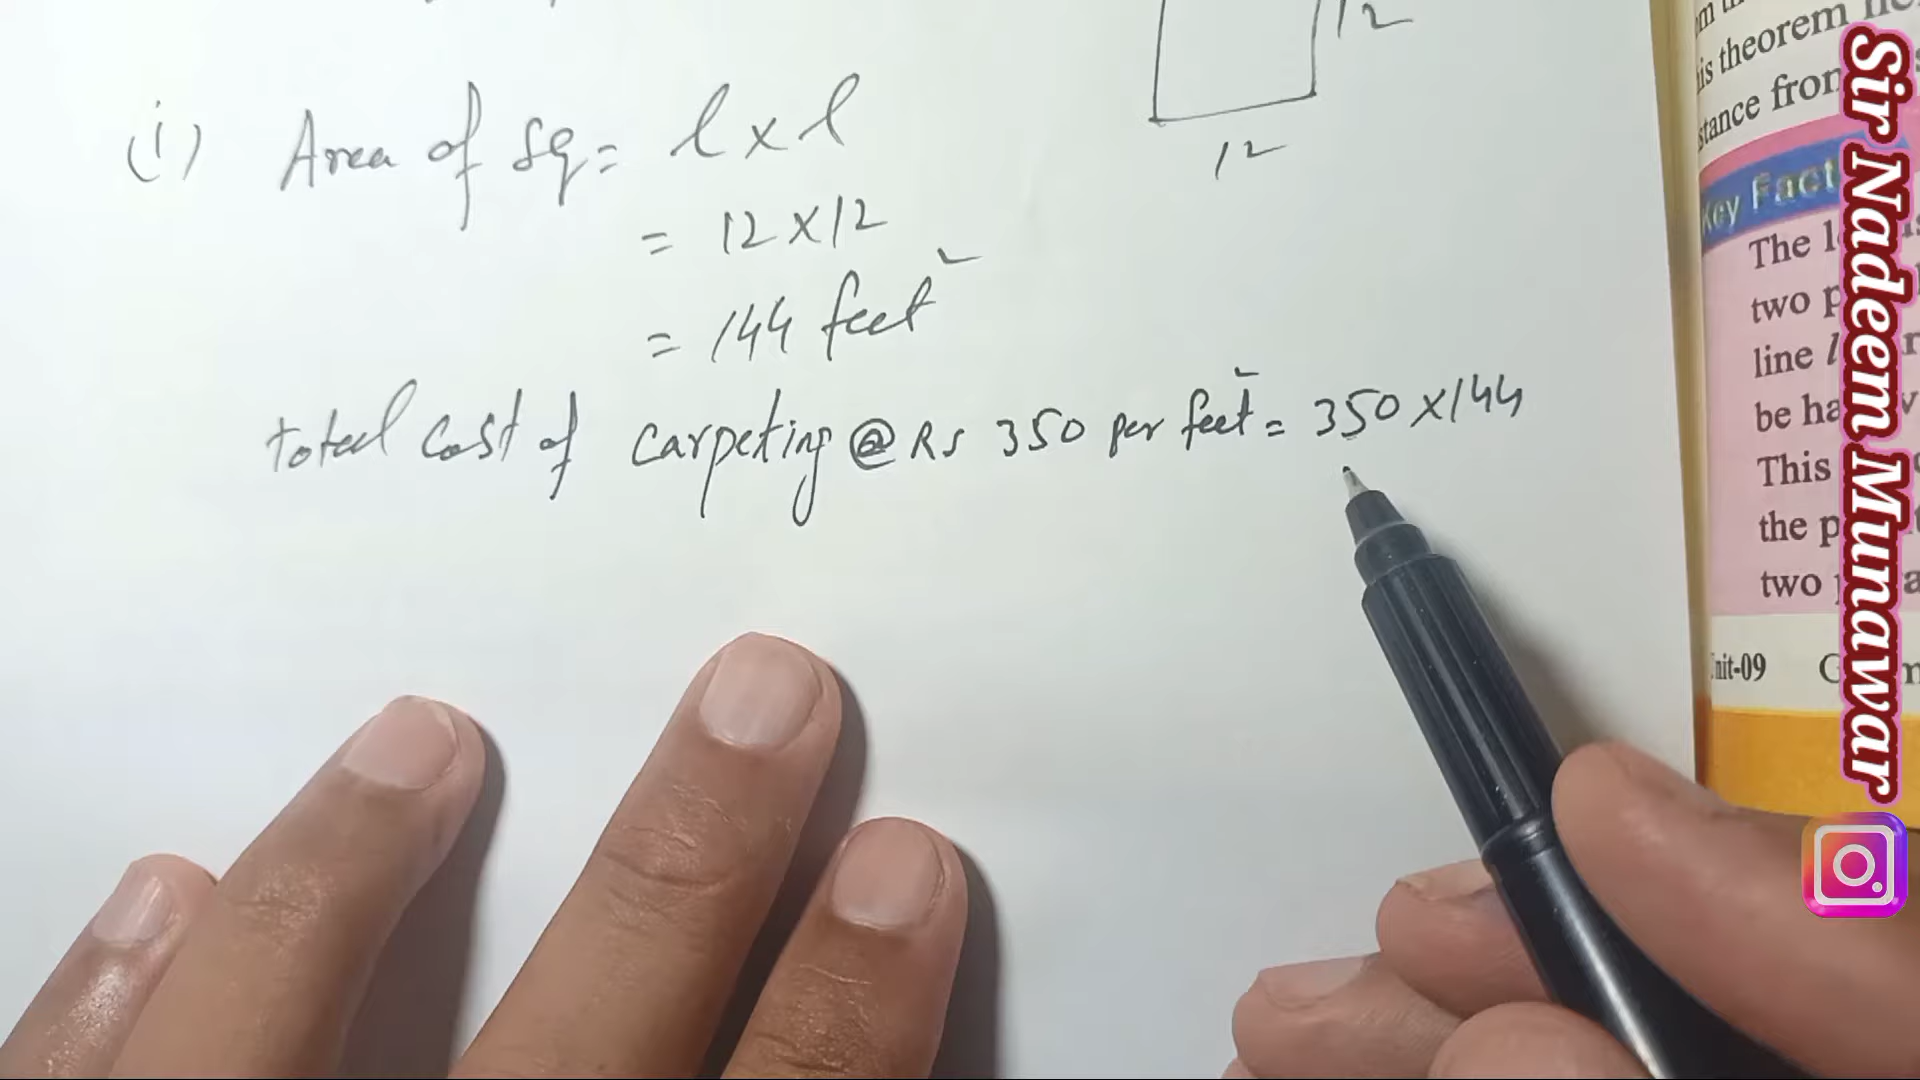 12
12
(i) Area of sq = l x l
= 12 x 12
= 144 feet²
total cost of carpeting @ Rs 350 per feet² = 350 x 144
is theorem
stance from
Key Fact
The l
two p
line l
be ha
This
the p
two
nit-09
Sir Nadeem Munawar